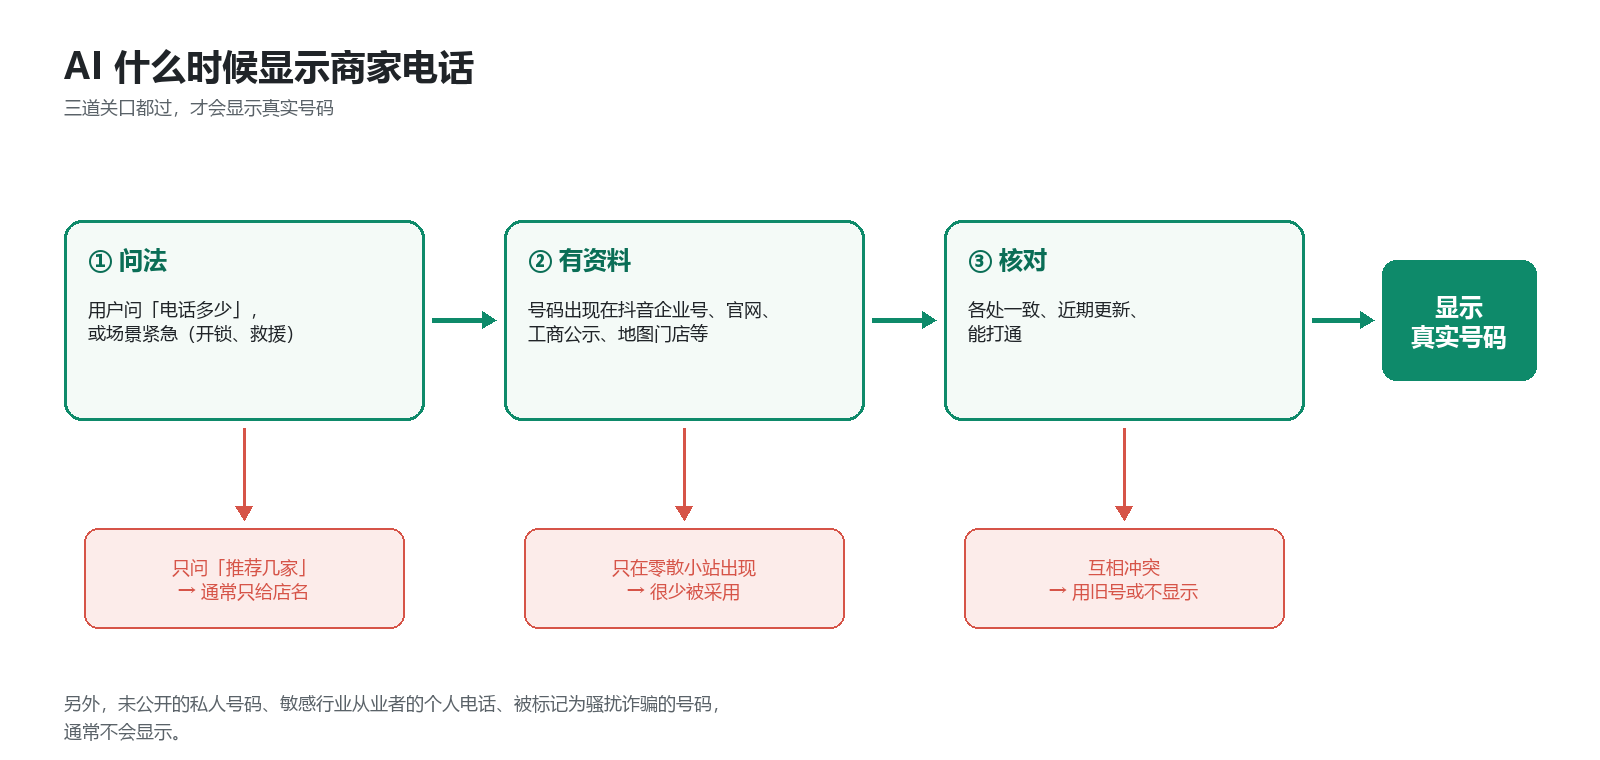 AI 什么时候显示商家电话
三道关口都过，才会显示真实号码
① 问法
用户问「电话多少」，
或场景紧急（开锁、救援）
② 有资料
号码出现在抖音企业号、官网、
工商公示、地图门店等
③ 核对
各处一致、近期更新、
能打通
显示
真实号码
只问「推荐几家」
→ 通常只给店名
只在零散小站出现
→ 很少被采用
互相冲突
→ 用旧号或不显示
另外，未公开的私人号码、敏感行业从业者的个人电话、被标记为骚扰诈骗的号码，
通常不会显示。